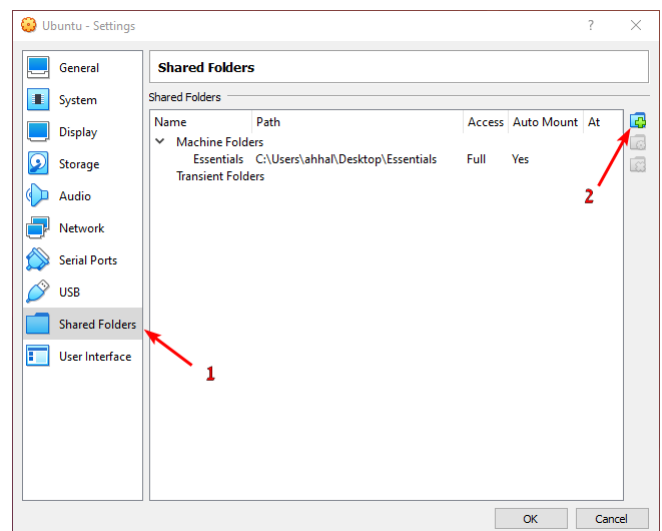 Ubuntu - Settings ? ×
General
System
Display
Storage
Audio
Network
Serial Ports
USB
Shared Folders
User Interface
Shared Folders
Shared Folders
Name Path Access Auto Mount At
Machine Folders
Essentials C:\Users\ahhal\Desktop\Essentials Full Yes
Transient Folders
1
2
OK Cancel